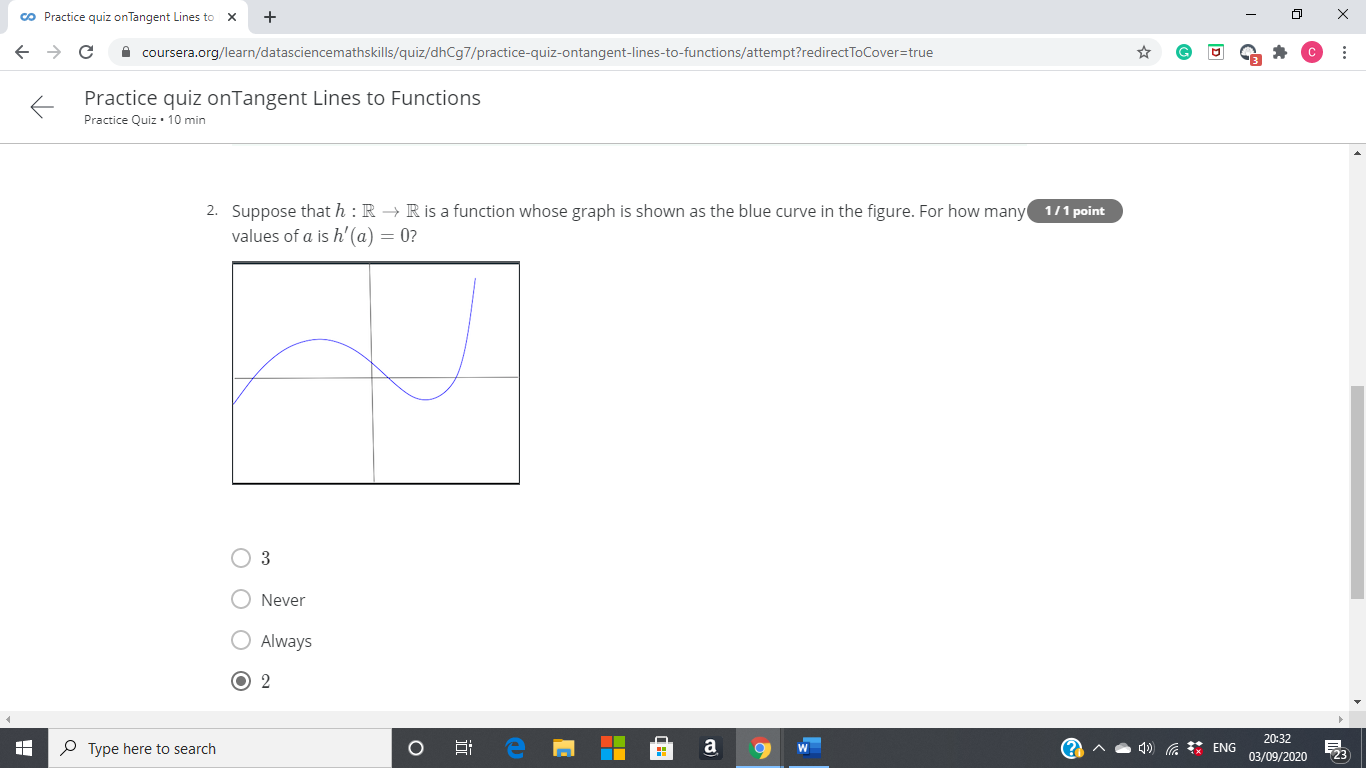 Practice quiz onTangent Lines to
coursera.org/learn/datasciencemathskills/quiz/dhCg7/practice-quiz-ontangent-lines-to-functions/attempt?redirectToCover=true
G
3
C
Practice quiz onTangent Lines to Functions
Practice Quiz • 10 min
2. Suppose that h : ℝ → ℝ is a function whose graph is shown as the blue curve in the figure. For how many 1 / 1 point
values of a is h′(a) = 0?
3
Never
Always
2
Type here to search
a
W
ENG
20:32
03/09/2020
23